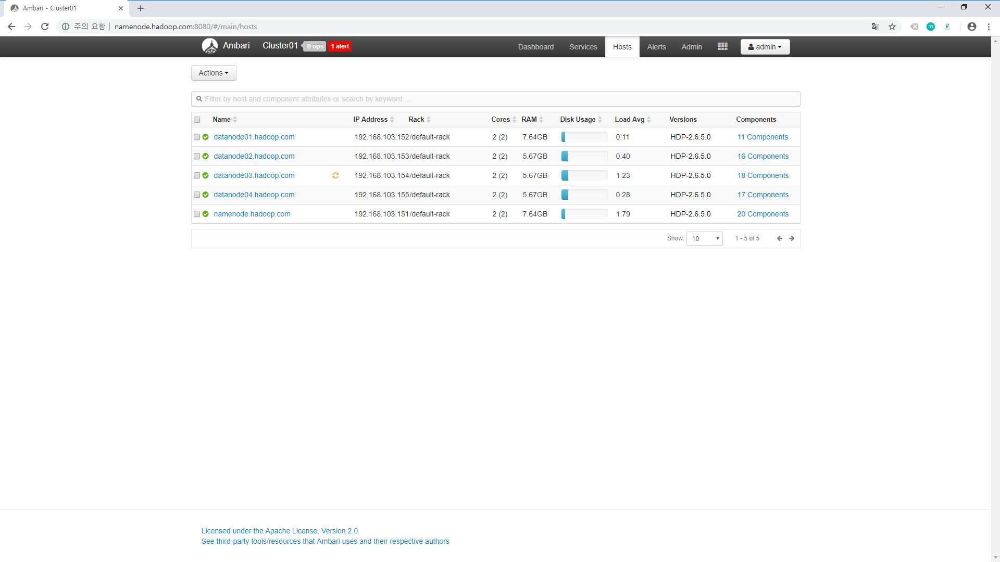 Ambari - Cluster01
주의 요함 namenode.hadoop.com:8080/#/main/hosts
Ambari Cluster01 0 ops 1 alert Dashboard Services Hosts Alerts Admin admin
Actions
Filter by host and component attributes or search by keyword ...
Name IP Address Rack Cores RAM Disk Usage Load Avg Versions Components
datanode01.hadoop.com 192.168.103.152 /default-rack 2 (2) 7.64GB 0.11 HDP-2.6.5.0 11 Components
datanode02.hadoop.com 192.168.103.153 /default-rack 2 (2) 5.67GB 0.40 HDP-2.6.5.0 16 Components
datanode03.hadoop.com 192.168.103.154 /default-rack 2 (2) 5.67GB 1.23 HDP-2.6.5.0 18 Components
datanode04.hadoop.com 192.168.103.155 /default-rack 2 (2) 5.67GB 0.28 HDP-2.6.5.0 17 Components
namenode.hadoop.com 192.168.103.151 /default-rack 2 (2) 7.64GB 1.79 HDP-2.6.5.0 20 Components
Show: 10 1 - 5 of 5
Licensed under the Apache License, Version 2.0.
See third-party tools/resources that Ambari uses and their respective authors